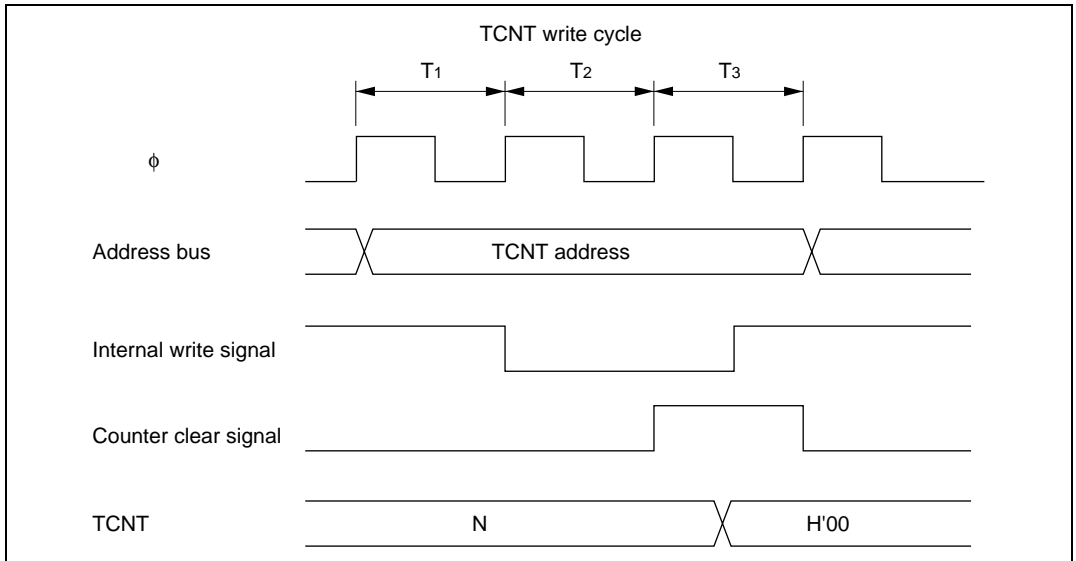 TCNT write cycle
T1 T2 T3
φ
Address bus TCNT address
Internal write signal
Counter clear signal
TCNT N H'00